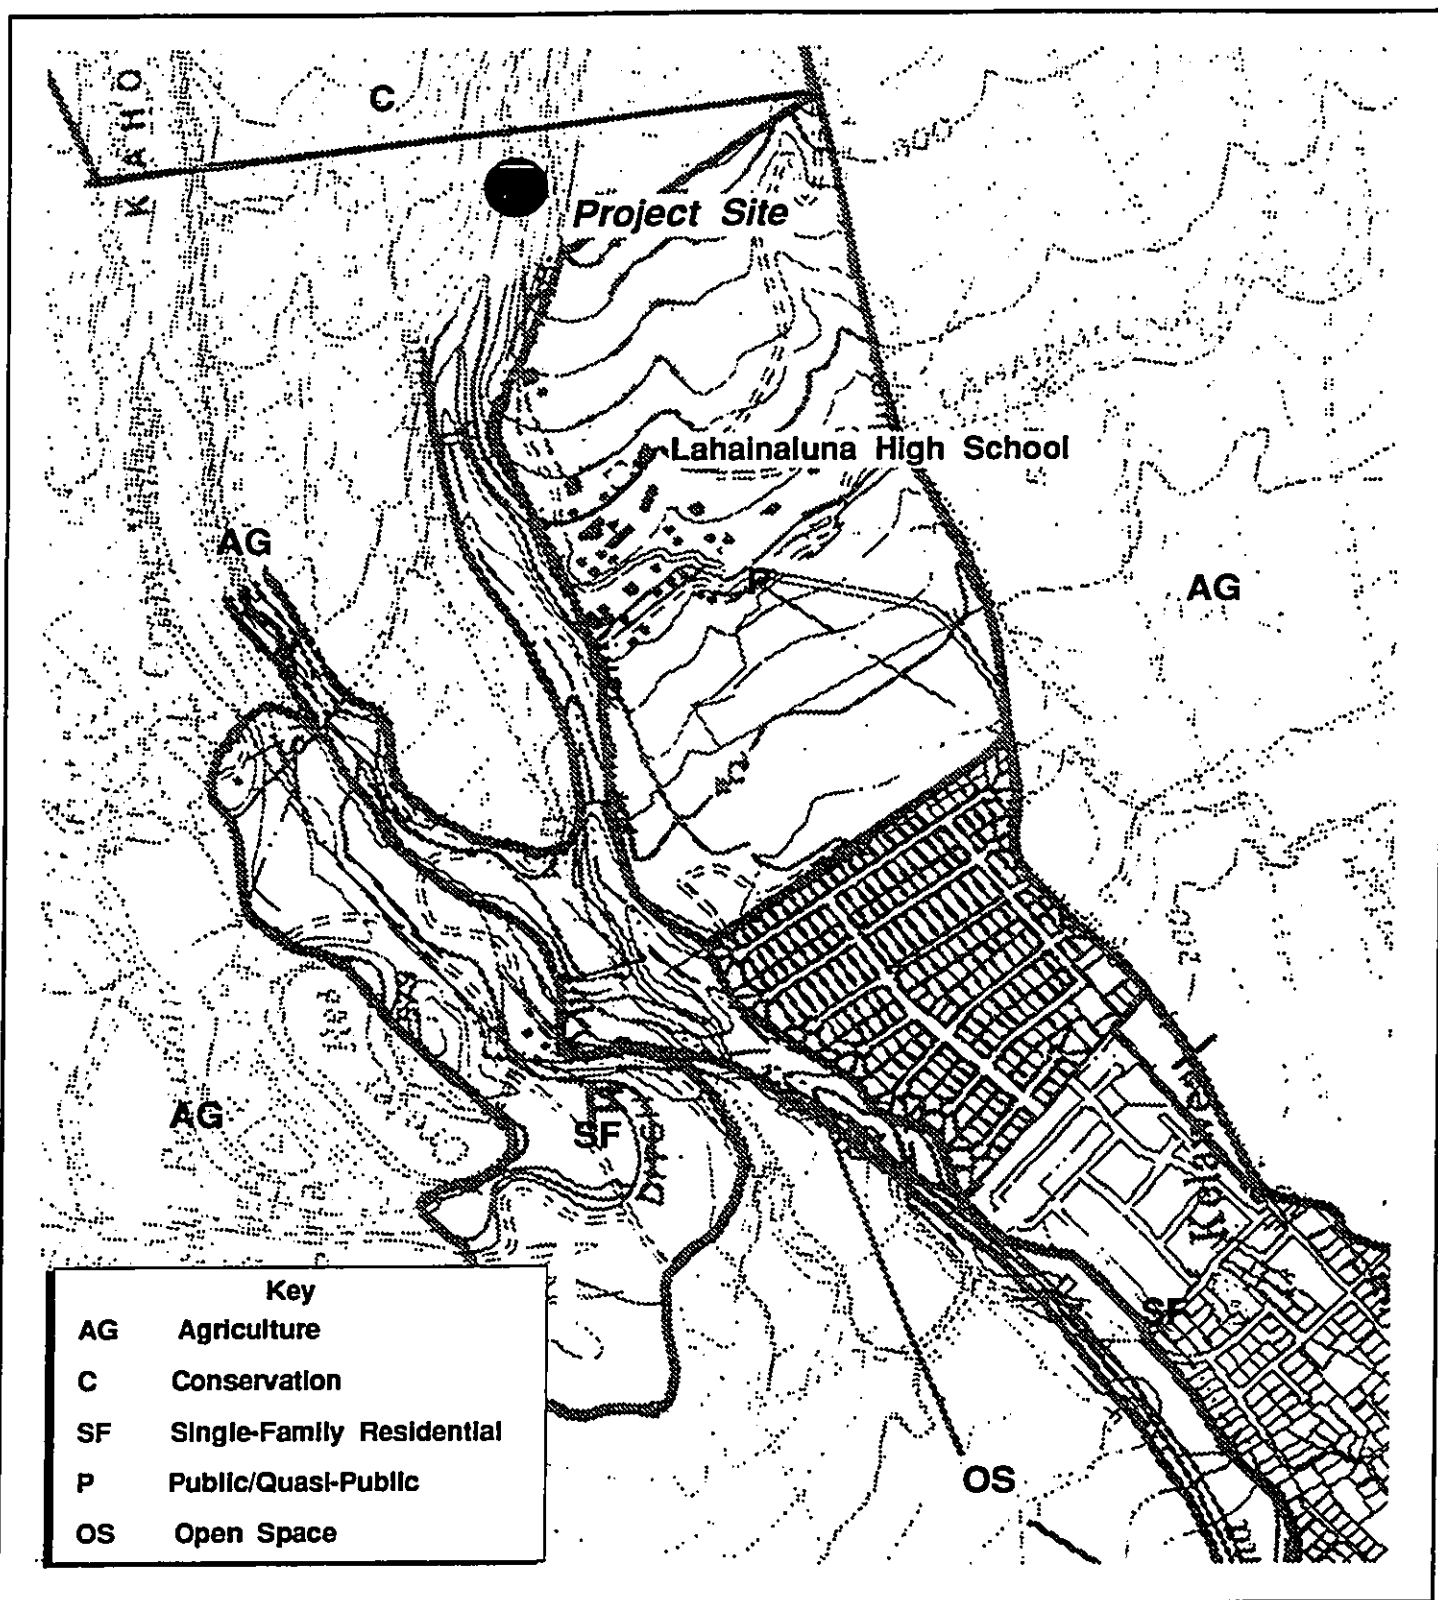 KAHO
C
Project Site
800
Lahainaluna High School
AG
P
AG
AG
SF
SF
OS
Key
AG Agriculture
C Conservation
SF Single-Family Residential
P Public/Quasi-Public
OS Open Space